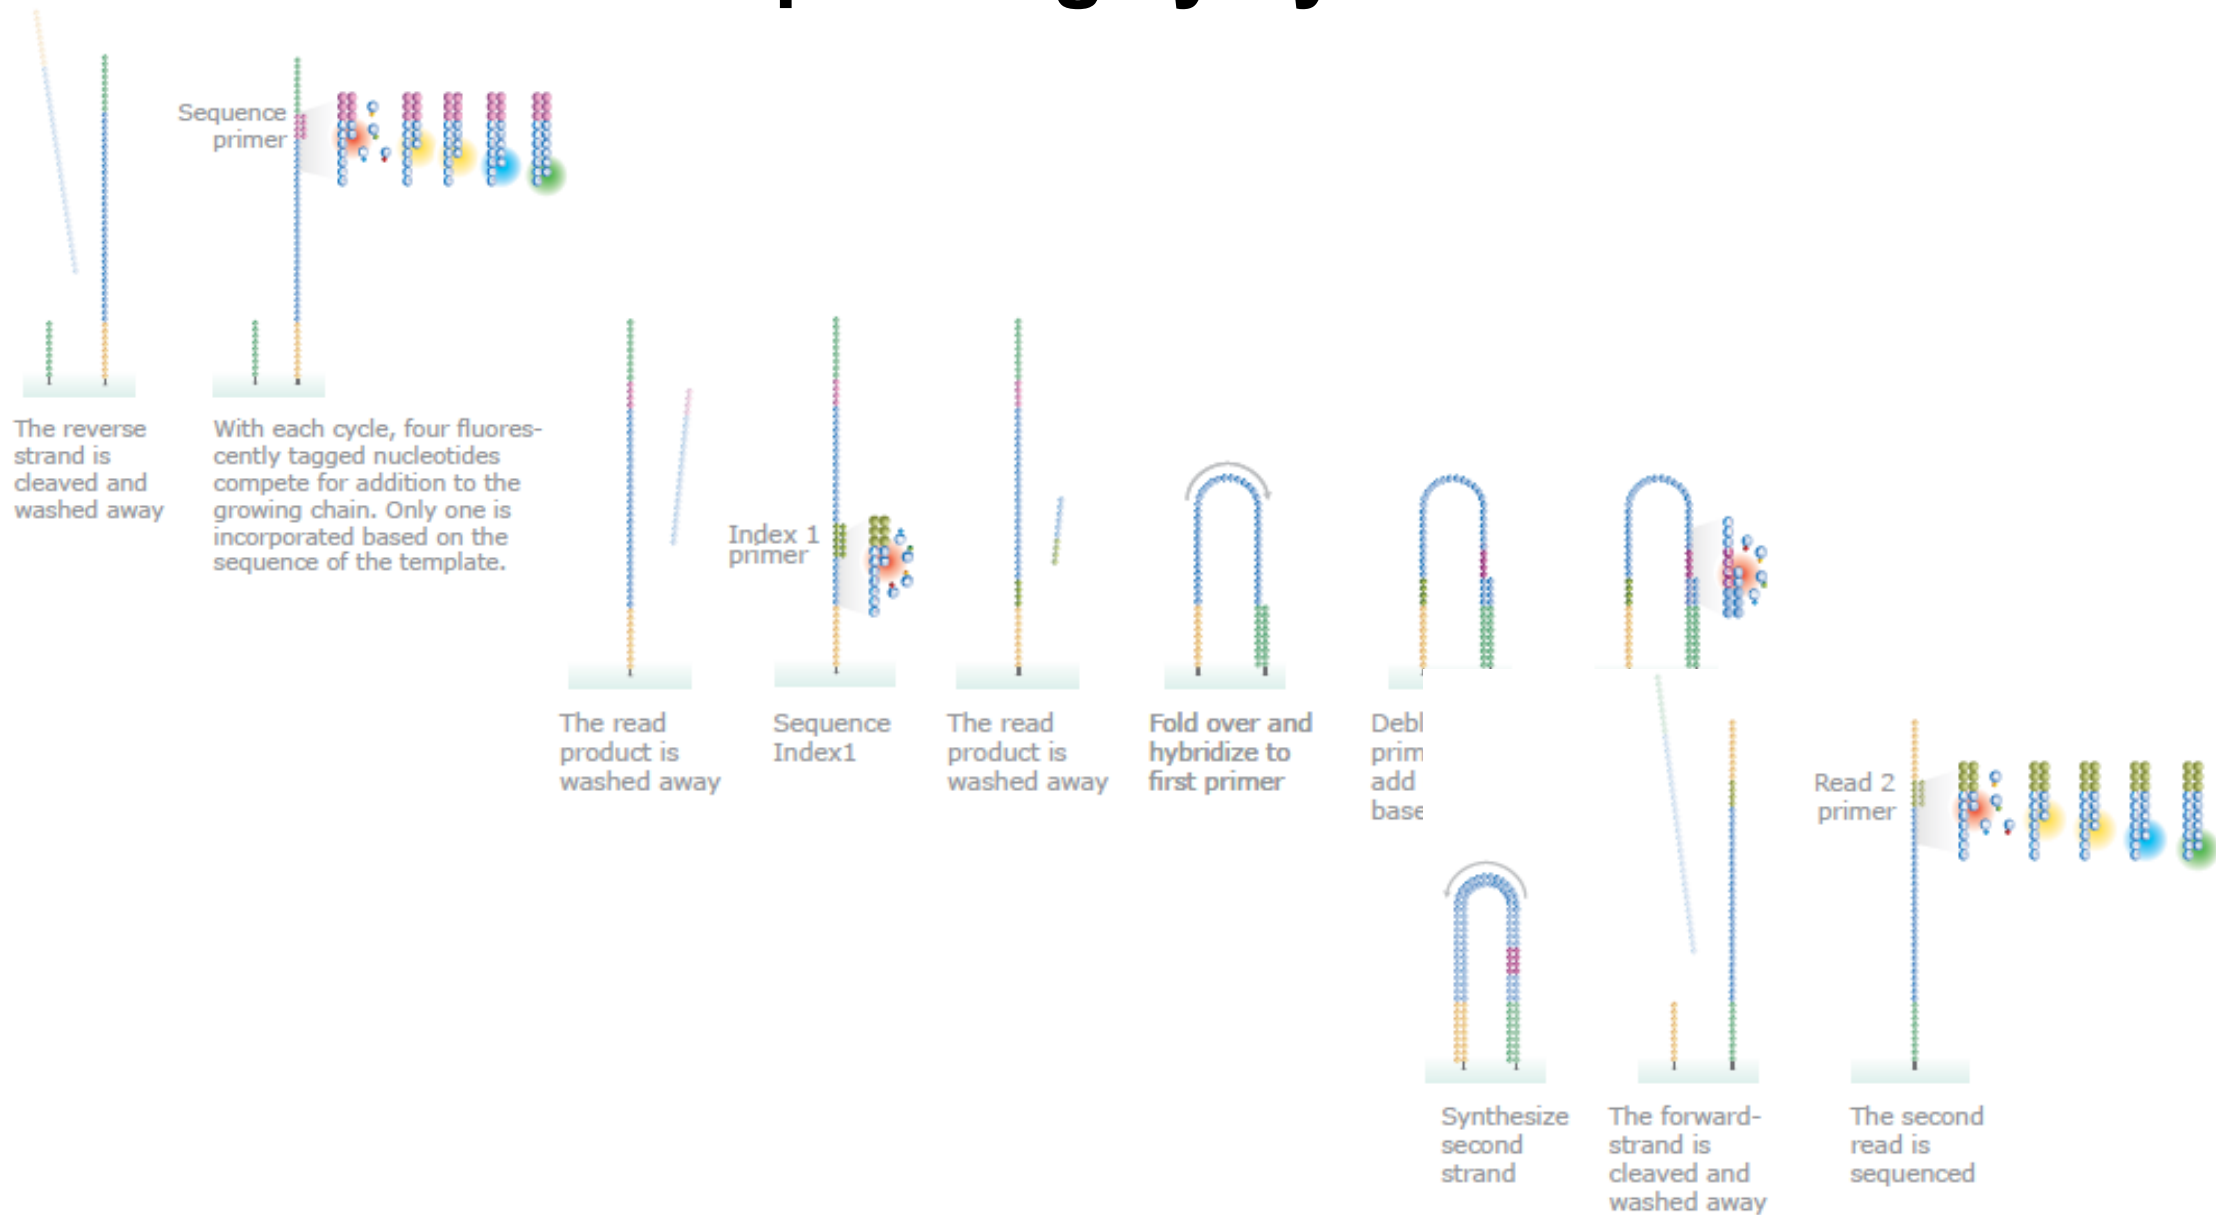 Sequence
primer
The reverse
strand is
cleaved and
washed away
With each cycle, four fluores-
cently tagged nucleotides
compete for addition to the
growing chain. Only one is
incorporated based on the
sequence of the template.
Index 1
primer
The read
product is
washed away
Sequence
Index1
The read
product is
washed away
Fold over and
hybridize to
first primer
add
Read 2
primer
Synthesize
second
strand
The forward-
strand is
cleaved and
washed away
The second
read is
sequenced